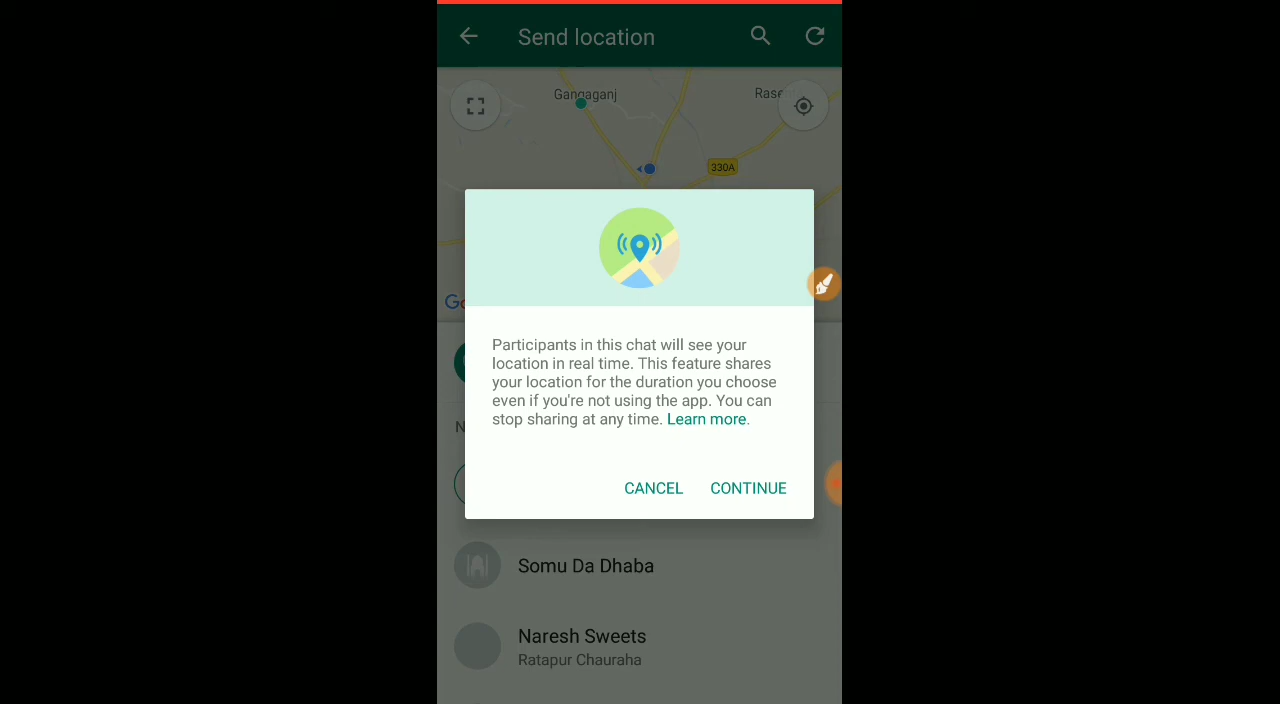 Send location
Gangaganj
Rase
330A
Participants in this chat will see your
location in real time. This feature shares
your location for the duration you choose
even if you're not using the app. You can
stop sharing at any time. Learn more.
CANCEL CONTINUE
Somu Da Dhaba
Naresh Sweets
Ratapur Chauraha